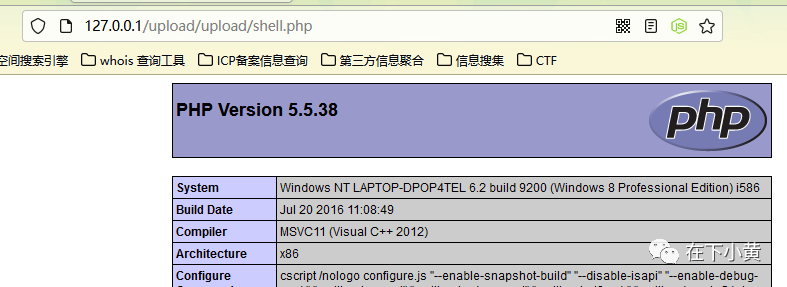 127.0.0.1/upload/upload/shell.php
空间搜索引擎 whois 查询工具 ICP备案信息查询 第三方信息聚合 信息搜集 CTF
PHP Version 5.5.38
php
System Windows NT LAPTOP-DPOP4TEL 6.2 build 9200 (Windows 8 Professional Edition) i586
Build Date Jul 20 2016 11:08:49
Compiler MSVC11 (Visual C++ 2012)
Architecture x86
Configure cscript /nologo configure.js "--enable-snapshot-build" "--disable-isapi" "--enable-debug-
在下小黄